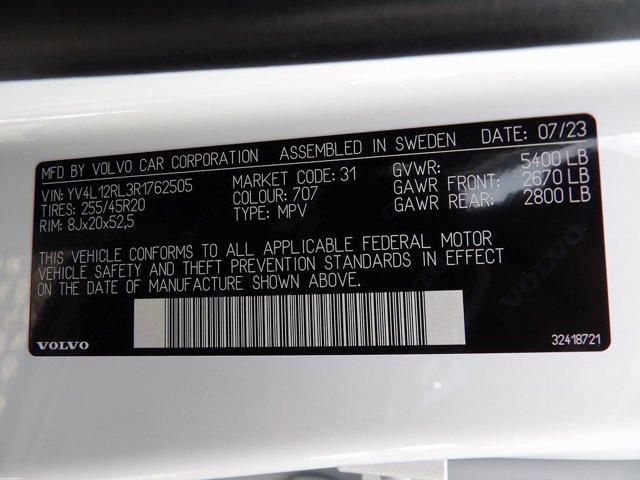 MFD BY VOLVO CAR CORPORATION ASSEMBLED IN SWEDEN DATE: 07/23
VIN: YV4L12RL3R1762505 MARKET CODE: 31 GVWR: 5400 LB
TIRES: 255/45R20 COLOUR: 707 GAWR FRONT: 2670 LB
RIM: 8Jx20x52,5 TYPE: MPV GAWR REAR: 2800 LB
THIS VEHICLE CONFORMS TO ALL APPLICABLE FEDERAL MOTOR
VEHICLE SAFETY AND THEFT PREVENTION STANDARDS IN EFFECT
ON THE DATE OF MANUFACTURE SHOWN ABOVE.
VOLVO 32418721